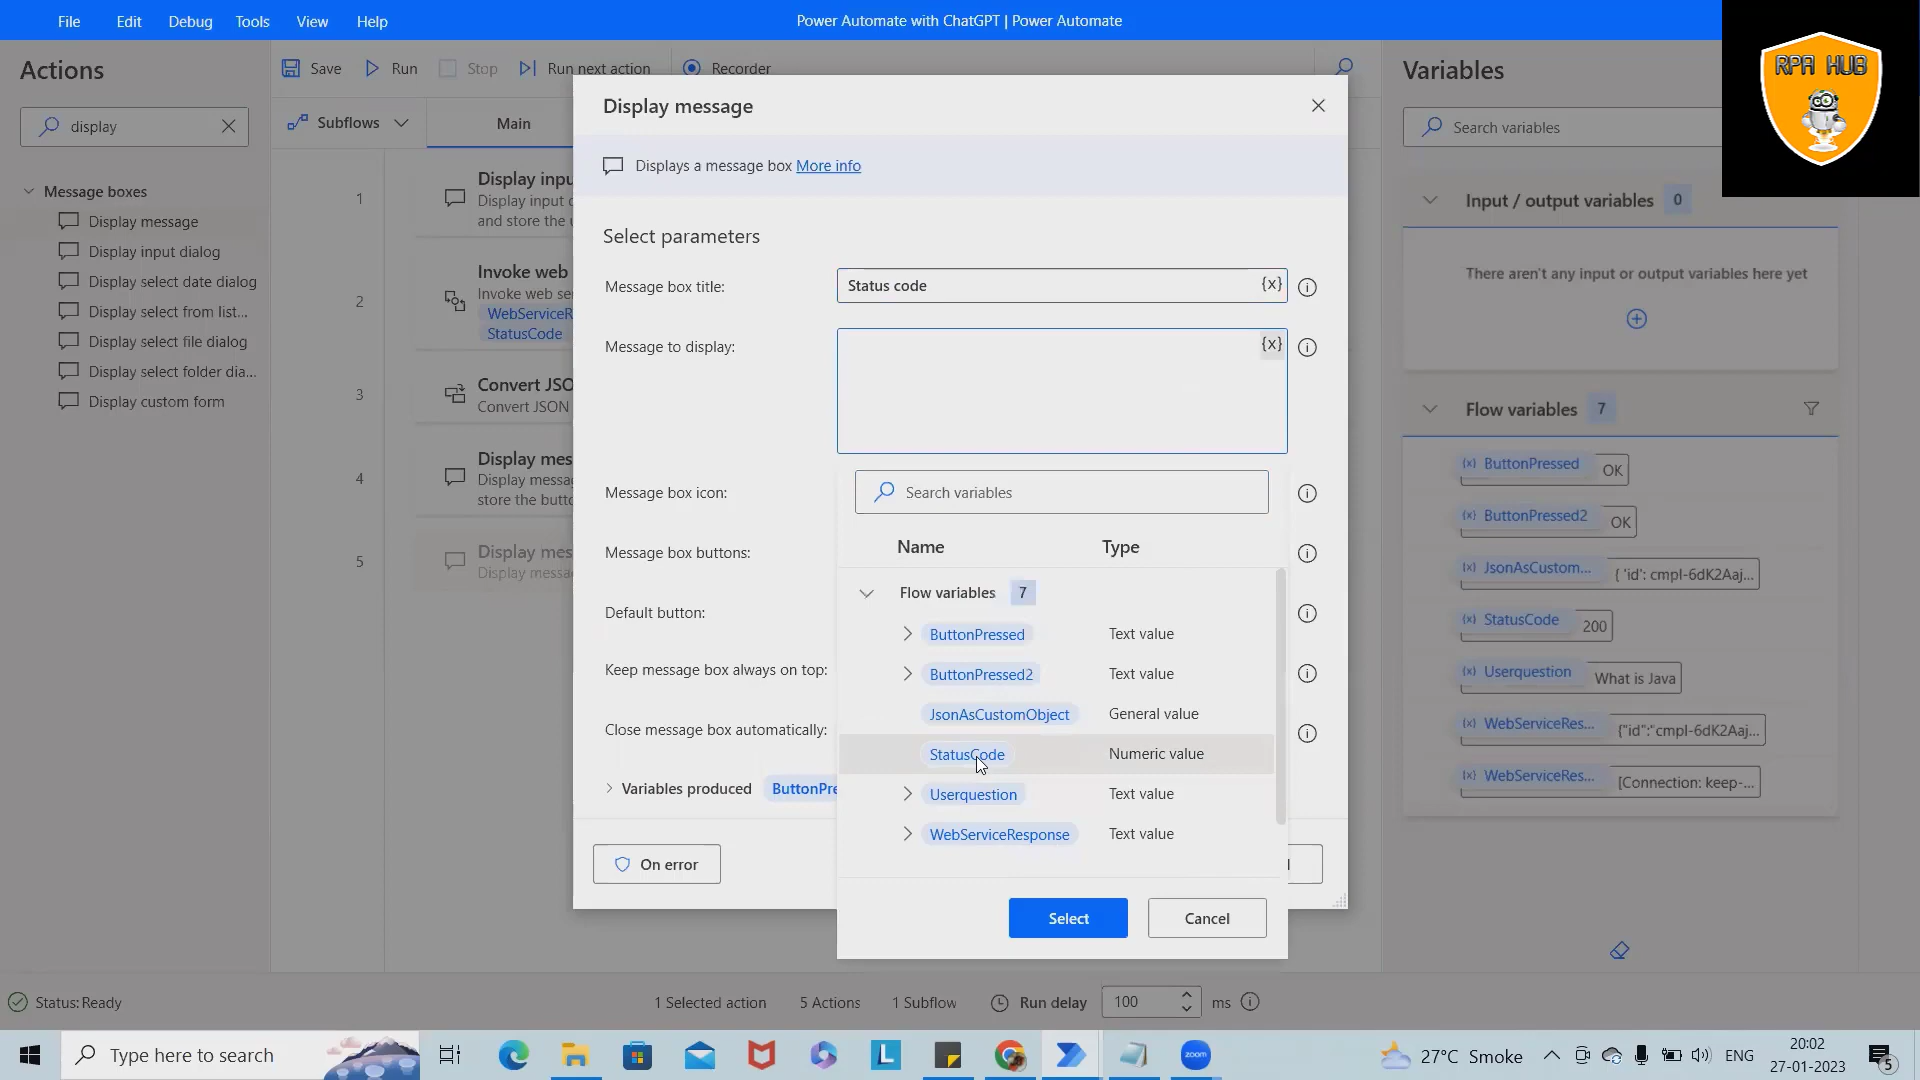 File Edit Debug Tools View Help
Power Automate with ChatGPT | Power Automate
RPA HUB
Actions
display
Message boxes
Display message
Display input dialog
Display select date dialog
Display select from list...
Display select file dialog
Display select folder dia...
Display custom form
Save Run Stop Run next action Recorder
Subflows Main
1
Display inpu
Display input d
and store the u
2
Invoke web
Invoke web se
WebServiceR
StatusCode
3
Convert JSO
Convert JSON
4
Display mes
Display messa
store the butto
5
Display mes
Display messa
Display message
Displays a message box More info
Select parameters
Message box title: Status code {x}
Message to display: {x}
Message box icon:
Message box buttons:
Default button:
Keep message box always on top:
Close message box automatically:
Variables produced ButtonPre
On error
Search variables
Name Type
Flow variables 7
ButtonPressed Text value
ButtonPressed2 Text value
JsonAsCustomObject General value
StatusCode Numeric value
Userquestion Text value
WebServiceResponse Text value
Select Cancel
Variables
Search variables
Input / output variables 0
There aren't any input or output variables here yet
Flow variables 7
(x) ButtonPressed OK
(x) ButtonPressed2 OK
(x) JsonAsCustom... { 'id': cmpl-6dK2Aaj...
(x) StatusCode 200
(x) Userquestion What is Java
(x) WebServiceRes... {"id":"cmpl-6dK2Aaj...
(x) WebServiceRes... [Connection: keep-...
Status: Ready 1 Selected action 5 Actions 1 Subflow Run delay 100 ms
Type here to search
L
zoom
27°C Smoke ENG
20:02
27-01-2023
5